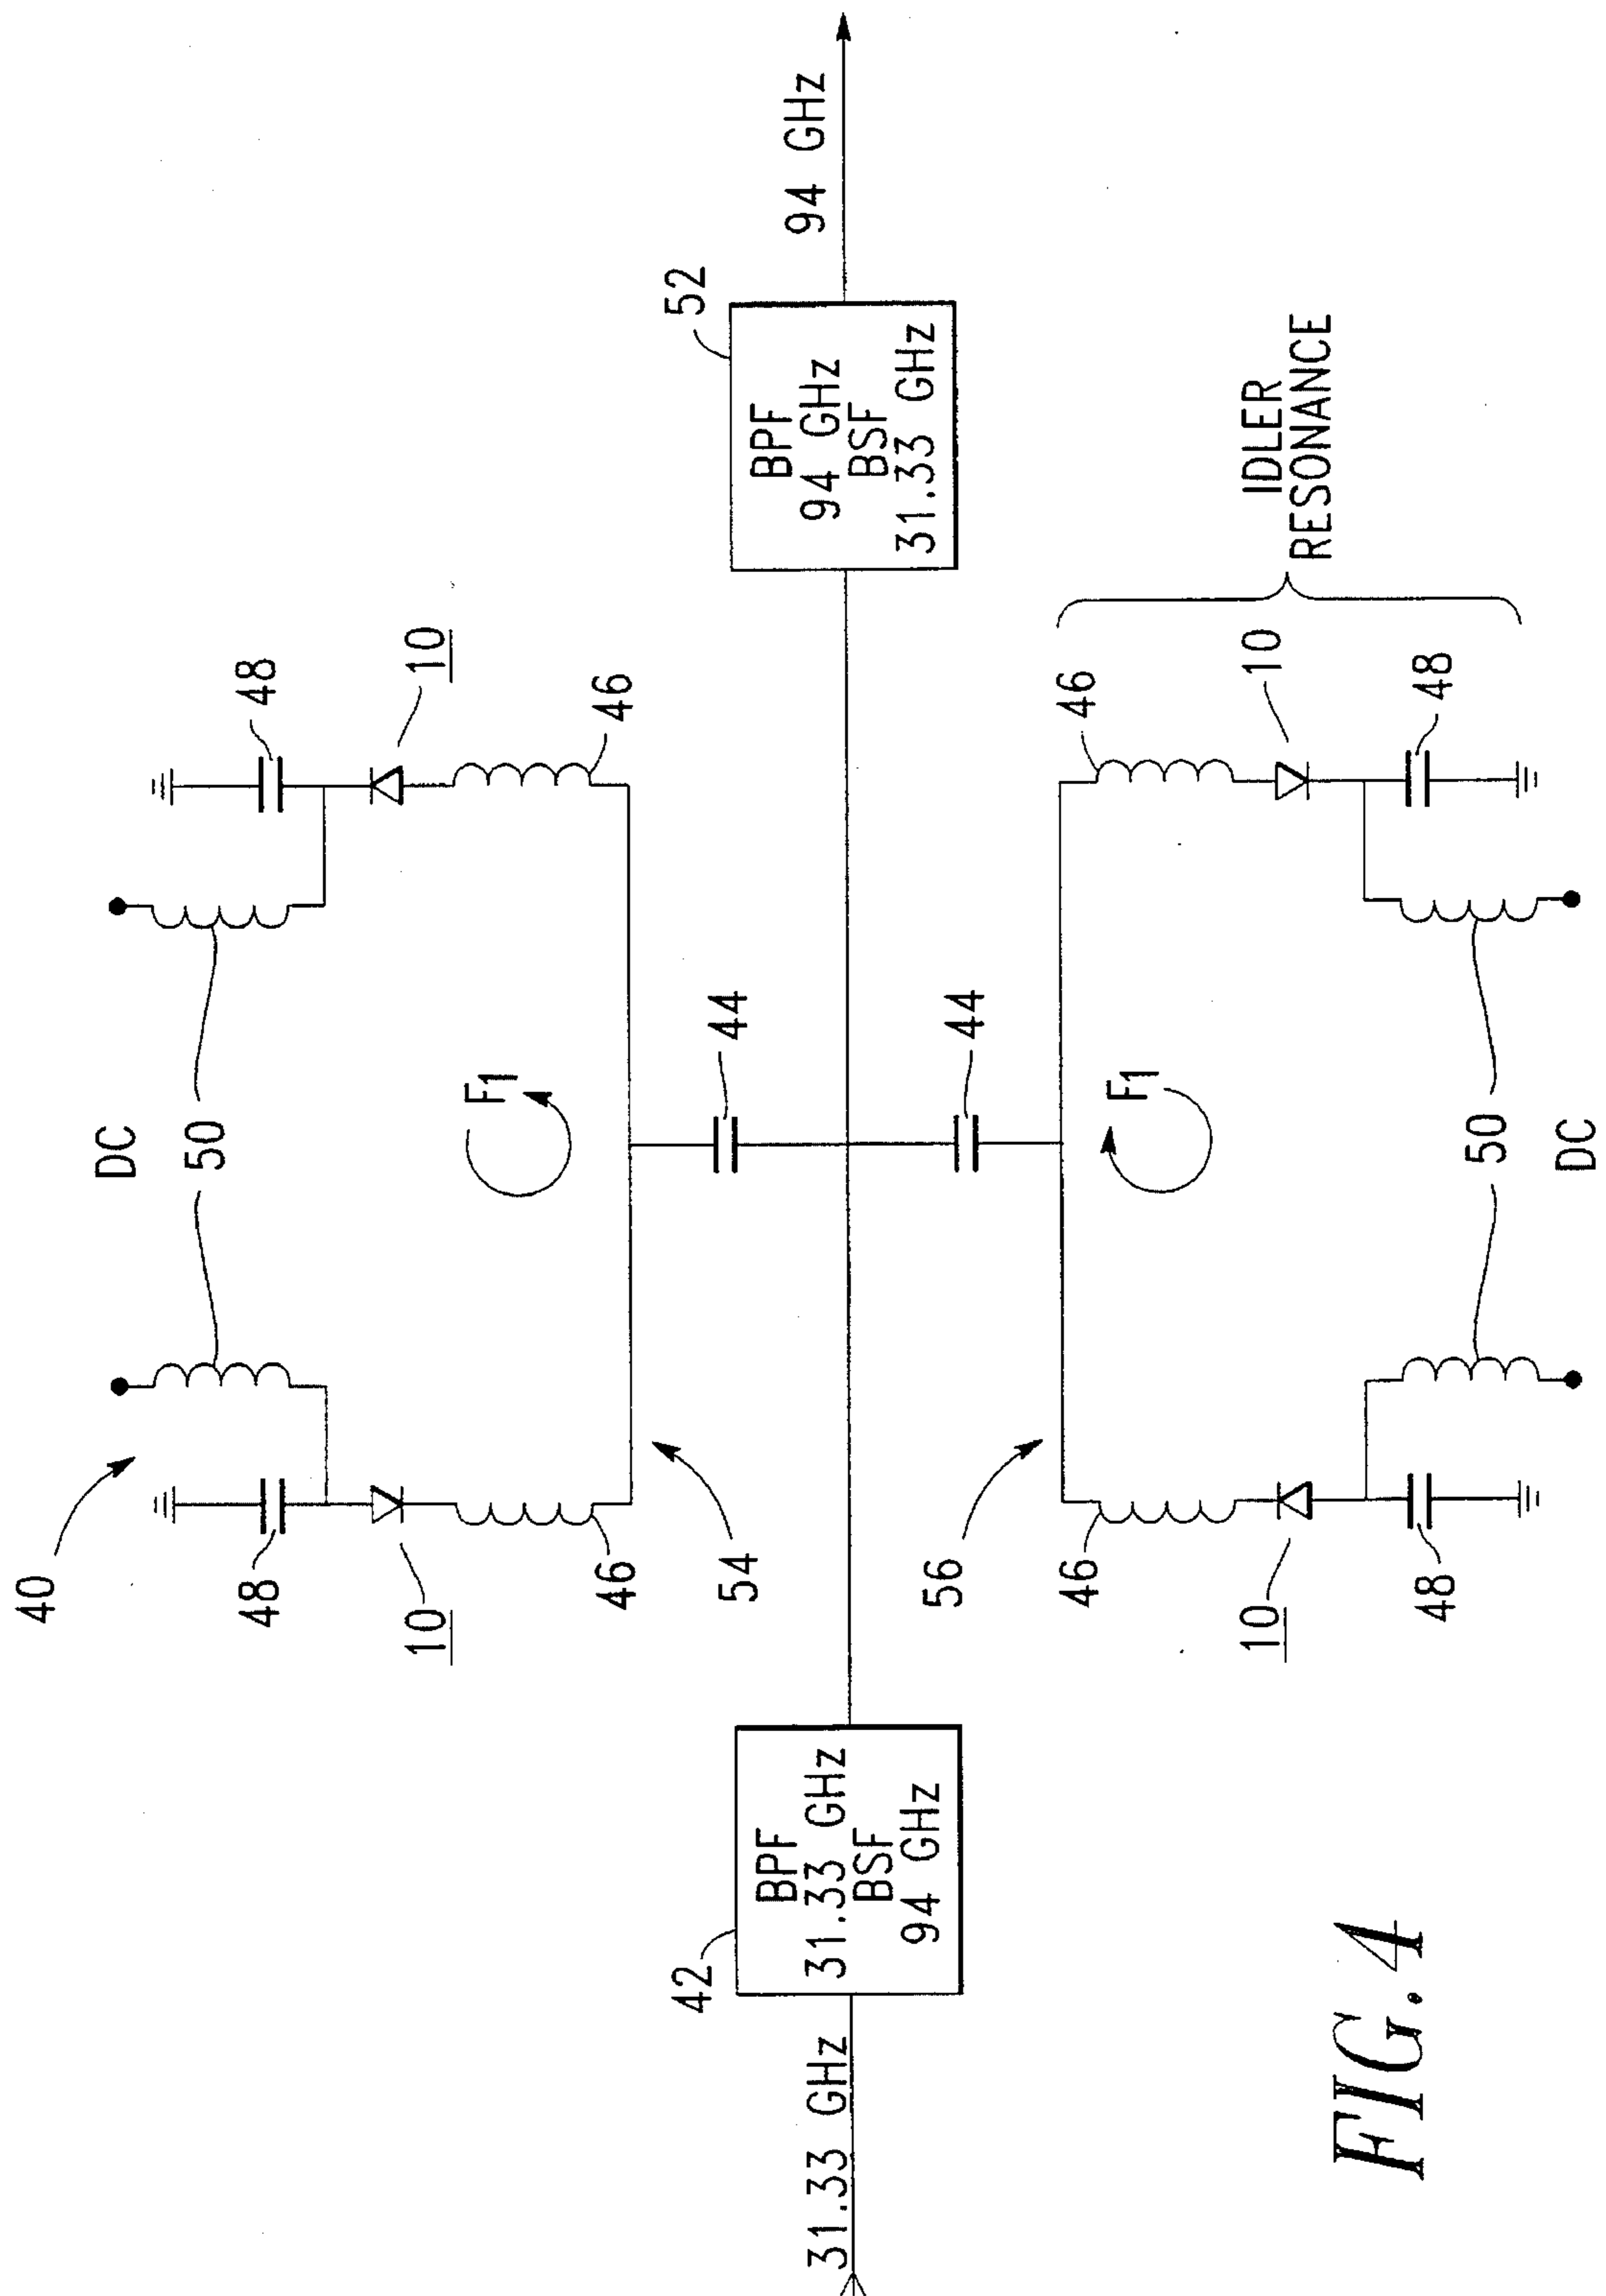 40
DC
50
48
48
10
10
F1
46
46
42
54
44
52
31.33 GHz
BPF
31.33 GHz
BSF
94 GHz
BPF
94 GHz
BSF
31.33 GHz
94 GHz
56
44
46
46
F1
10
10
IDLER
RESONANCE
48
48
50
DC
FIG. 4